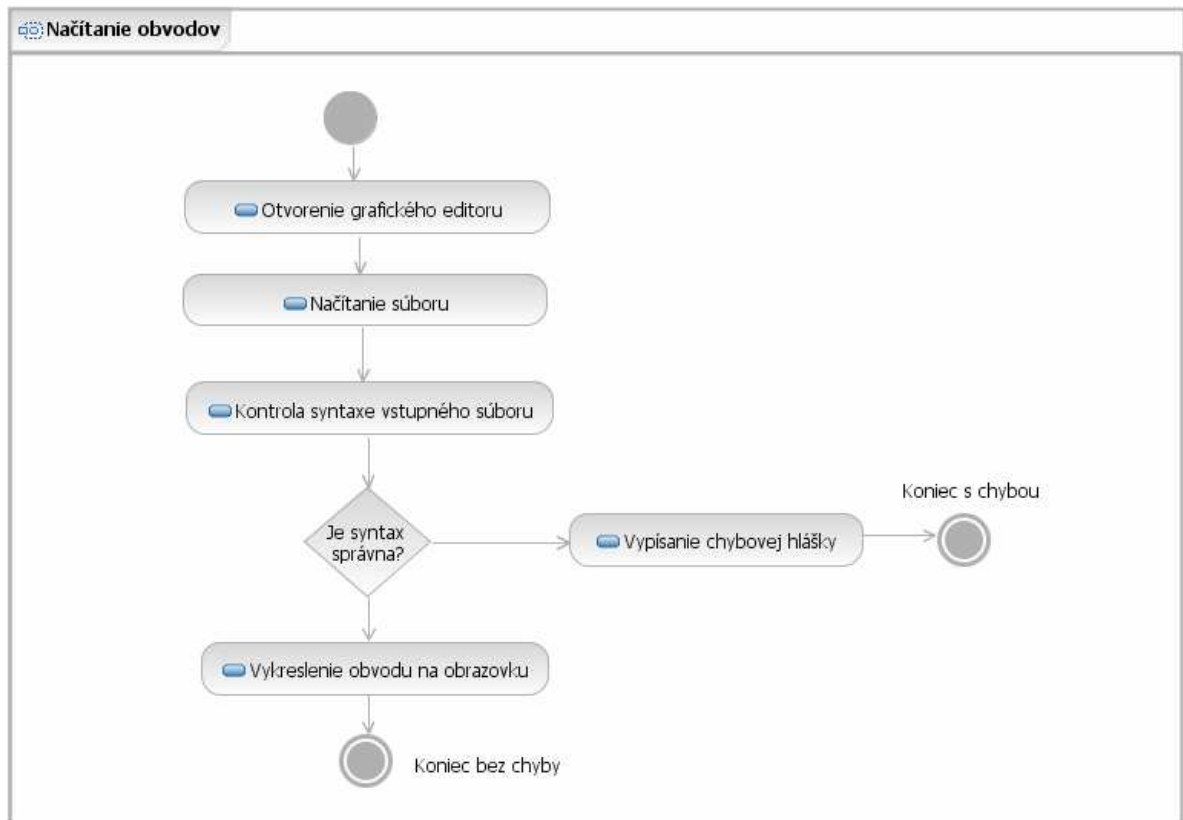 Načítanie obvodov
Otvorenie grafického editoru
Načítanie súboru
Kontrola syntaxe vstupného súboru
Koniec s chybou
Je syntax
správna?
Vypísanie chybovej hlášky
Vykreslenie obvodu na obrazovku
Koniec bez chyby